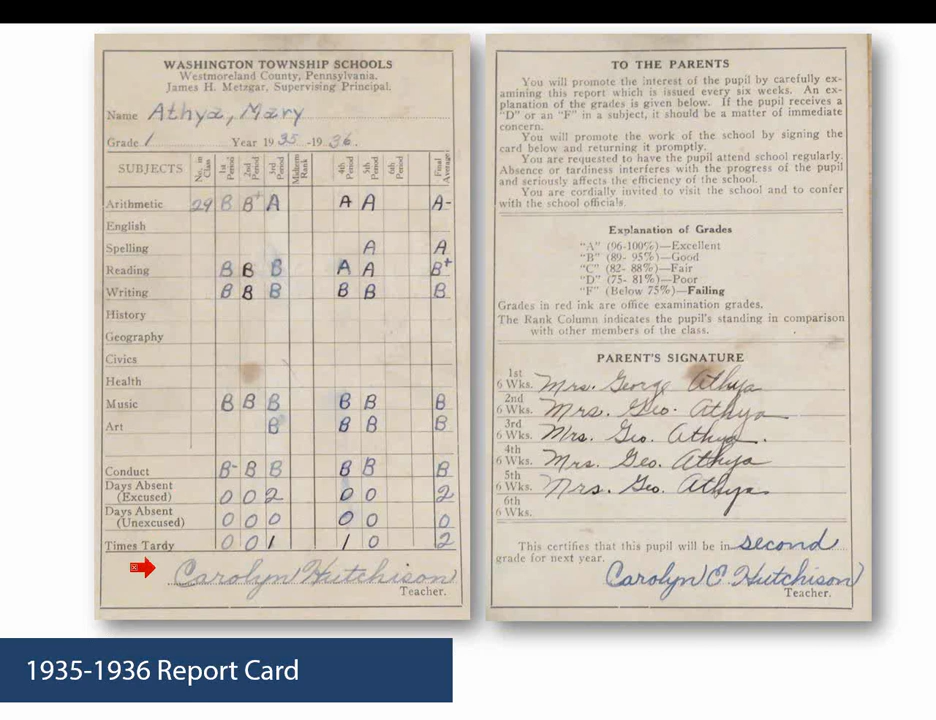 WASHINGTON TOWNSHIP SCHOOLS
Westmoreland County, Pennsylvania.
James H. Metzgar, Supervising Principal.
Name Athya, Mary
Grade 1 Year 19 35 -19 36.
SUBJECTS No. in Class 1st Period 2nd Period 3rd Period Midterm Rank 4th Period 5th Period 6th Period Final Average
Arithmetic 29 B B+ A A A A-
English
Spelling A A
Reading B B B A A B+
Writing B B B B B B
History
Geography
Civics
Health
Music B B B B B B
Art B B B B
Conduct B- B B B B B
Days Absent (Excused) 0 0 2 0 0 2
Days Absent (Unexcused) 0 0 0 0 0 0
Times Tardy 0 0 1 1 0 2
Carolyn Hutchison
Teacher.
TO THE PARENTS
You will promote the interest of the pupil by carefully ex-
amining this report which is issued every six weeks. An ex-
planation of the grades is given below. If the pupil receives a
"D" or an "F" in a subject, it should be a matter of immediate
concern.
You will promote the work of the school by signing the
card below and returning it promptly.
You are requested to have the pupil attend school regularly.
Absence or tardiness interferes with the progress of the pupil
and seriously affects the efficiency of the school.
You are cordially invited to visit the school and to confer
with the school officials.
Explanation of Grades
"A" (96-100%)—Excellent
"B" (89- 95%)—Good
"C" (82- 88%)—Fair
"D" (75- 81%)—Poor
"F" (Below 75%)—Failing
Grades in red ink are office examination grades.
The Rank Column indicates the pupil's standing in comparison
with other members of the class.
PARENT'S SIGNATURE
1st 6 Wks. Mrs. George Athya
2nd 6 Wks. Mrs. Geo. Athya
3rd 6 Wks. Mrs. Geo. Athya.
4th 6 Wks. Mrs. Geo. Athya
5th 6 Wks. Mrs. Geo. Athya
6th 6 Wks.
This certifies that this pupil will be in second
grade for next year.
Carolyn E. Hutchison
Teacher.
1935-1936 Report Card